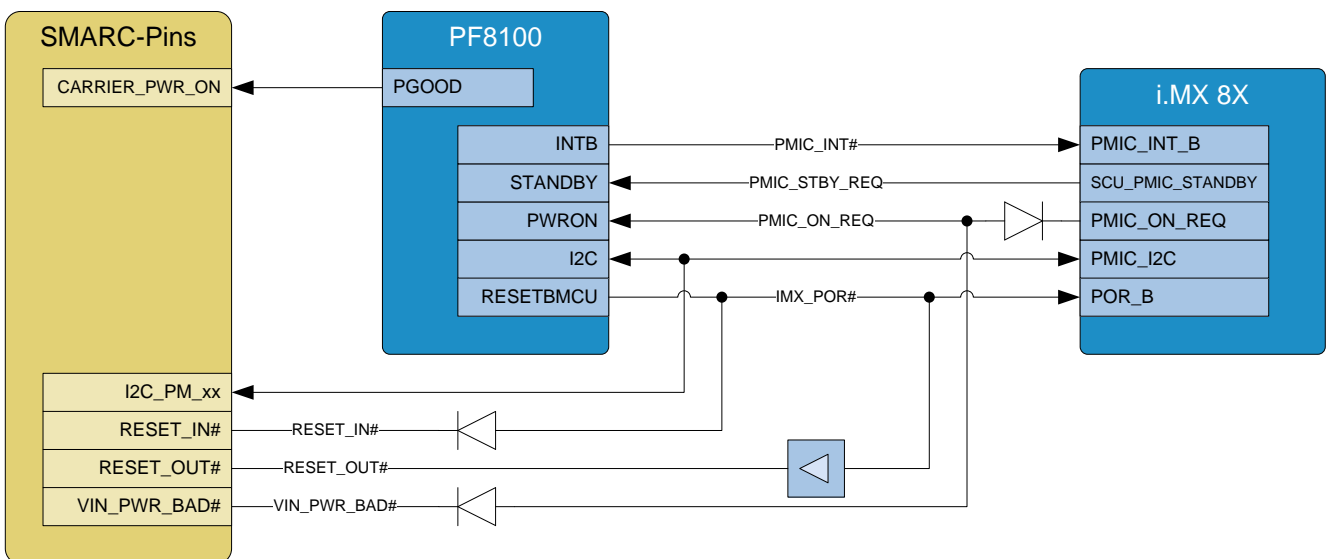 SMARC-Pins
PF8100
i.MX 8X
CARRIER_PWR_ON
PGOOD
INTB
PMIC_INT#
PMIC_INT_B
STANDBY
PMIC_STBY_REQ
SCU_PMIC_STANDBY
PWRON
PMIC_ON_REQ
PMIC_ON_REQ
I2C
PMIC_I2C
RESETBMCU
IMX_POR#
POR_B
I2C_PM_xx
RESET_IN#
RESET_IN#
RESET_OUT#
RESET_OUT#
VIN_PWR_BAD#
VIN_PWR_BAD#